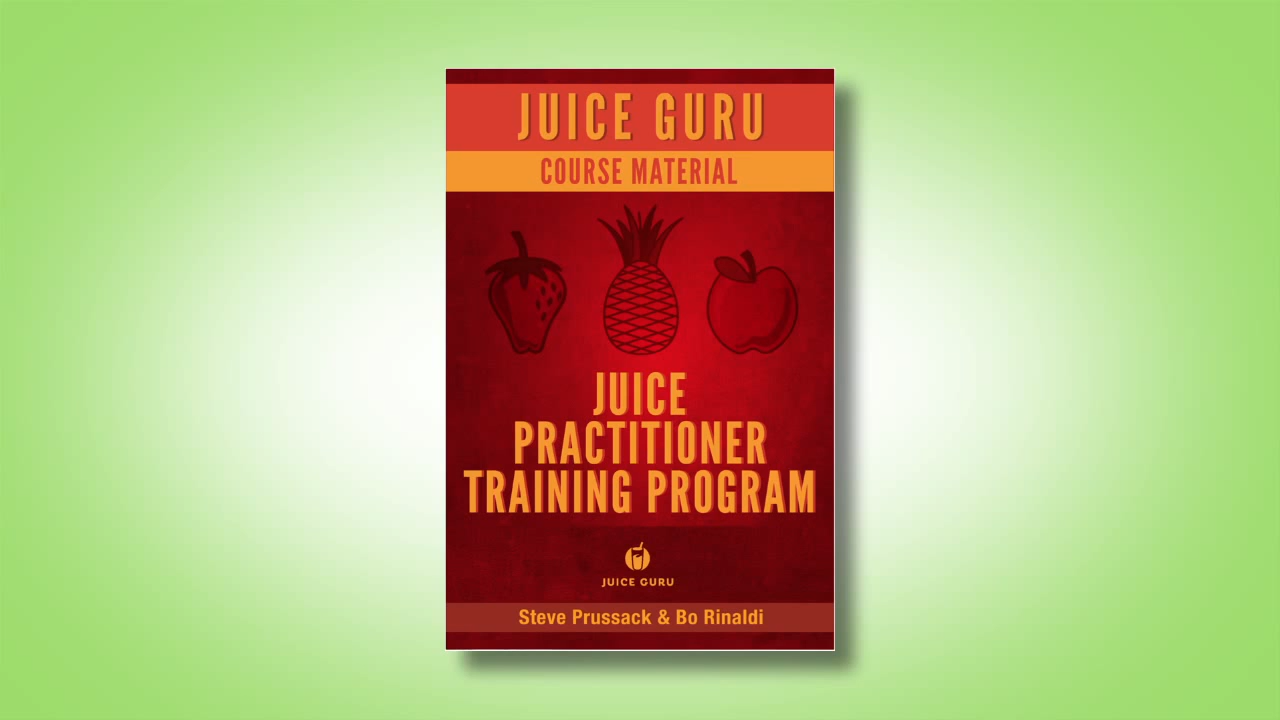 JUICE GURU
COURSE MATERIAL
JUICE
PRACTITIONER
TRAINING PROGRAM
JUICE GURU
Steve Prussack & Bo Rinaldi